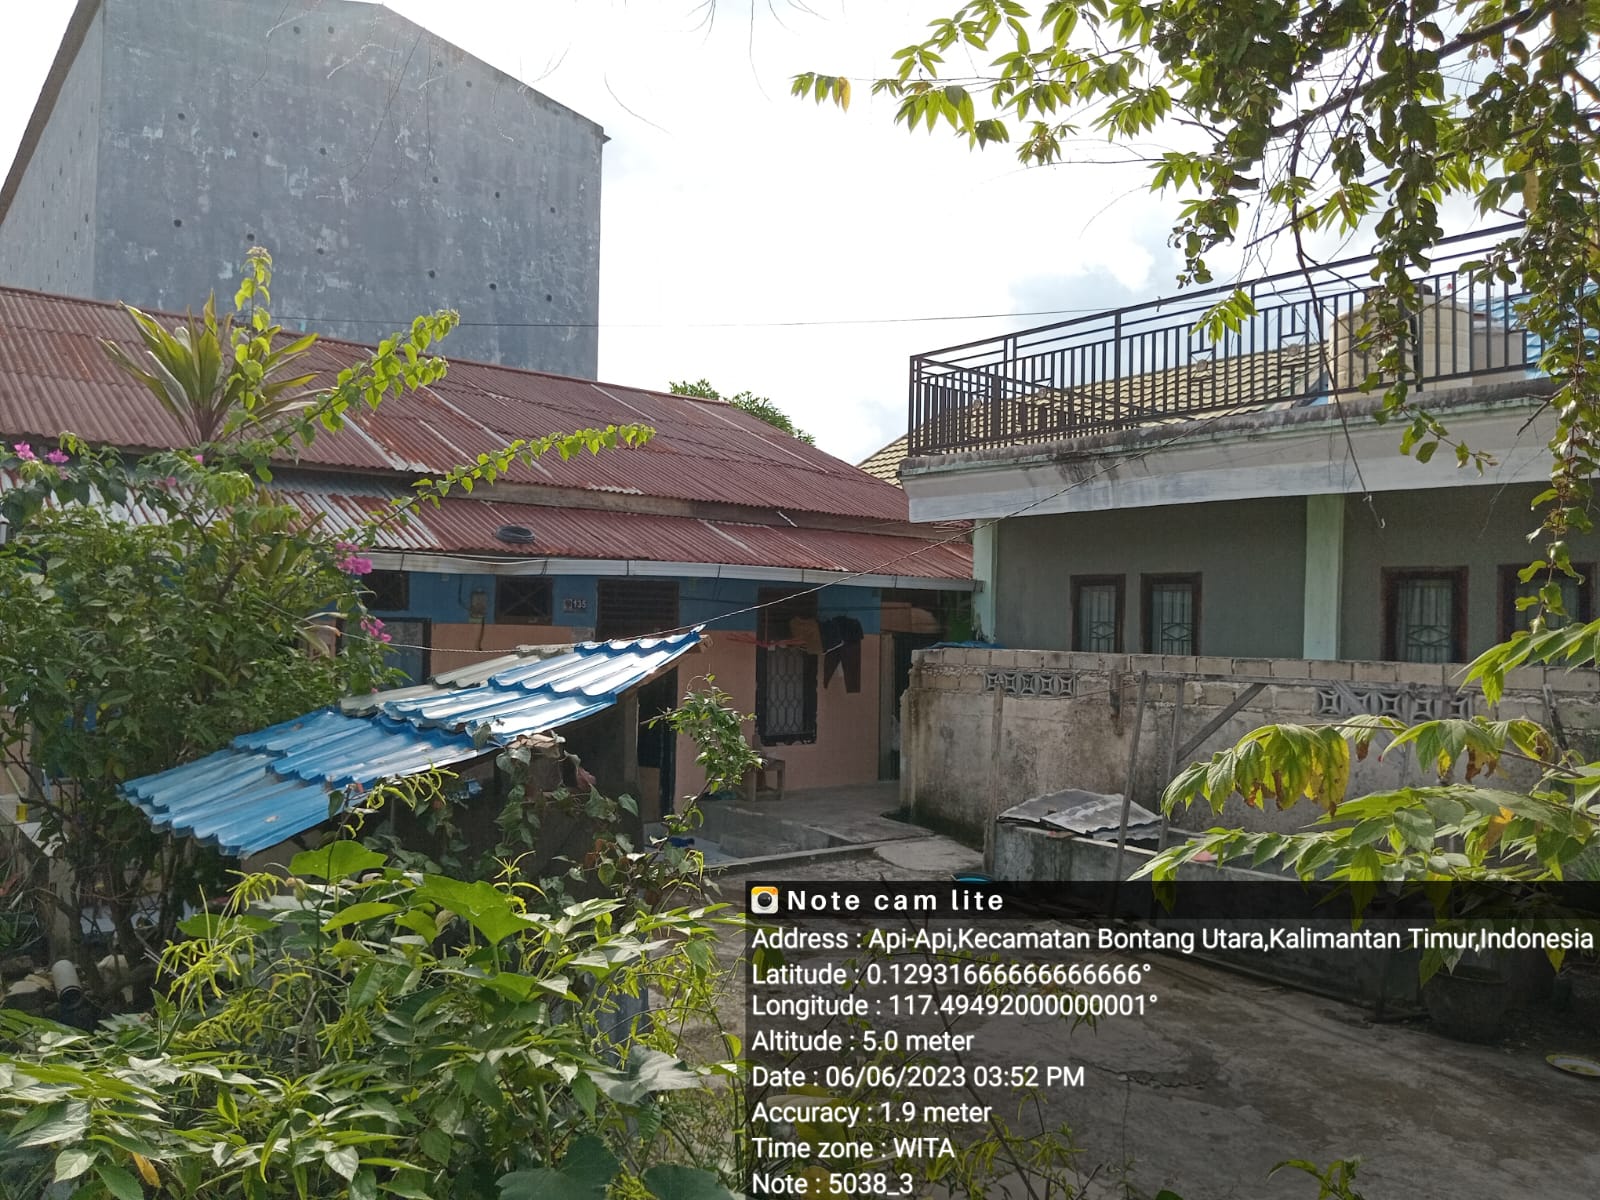 135
Note cam lite
Address : Api-Api,Kecamatan Bontang Utara,Kalimantan Timur,Indonesia
Latitude : 0.12931666666666666°
Longitude : 117.49492000000001°
Altitude : 5.0 meter
Date : 06/06/2023 03:52 PM
Accuracy : 1.9 meter
Time zone : WITA
Note : 5038_3